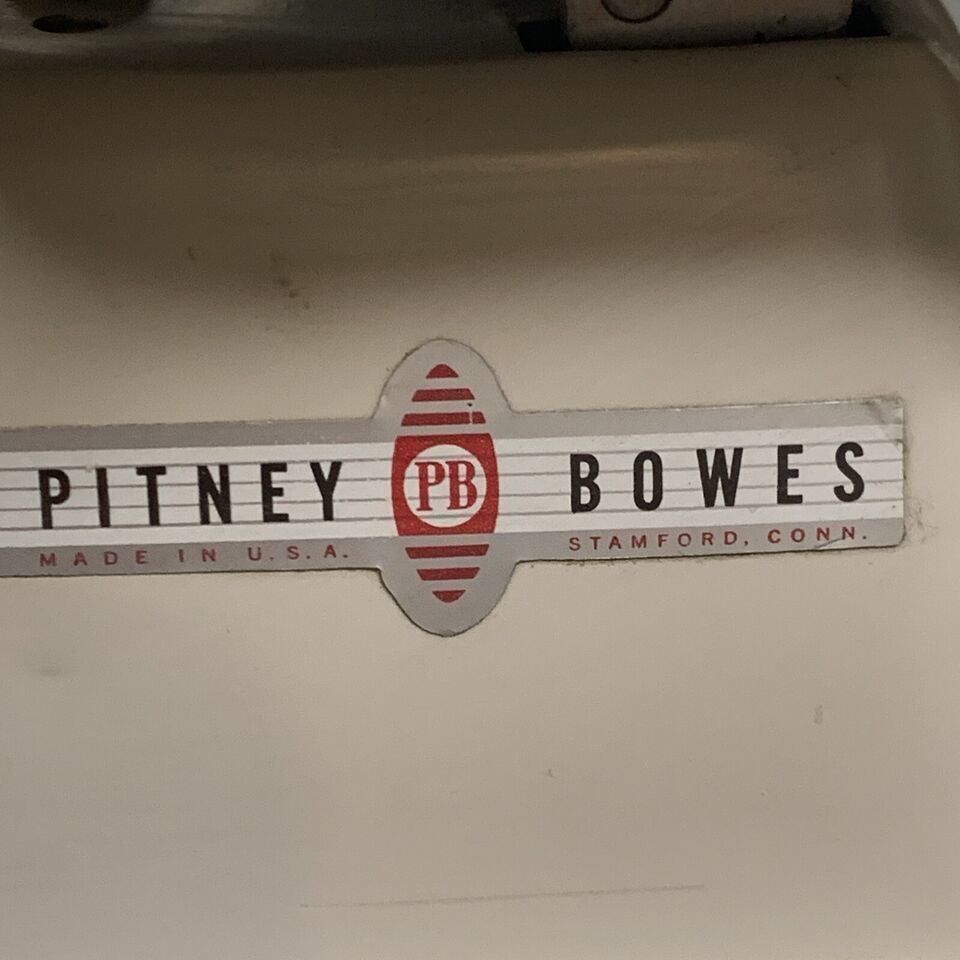 PITNEY PB BOWES
MADE IN U.S.A. STAMFORD, CONN.